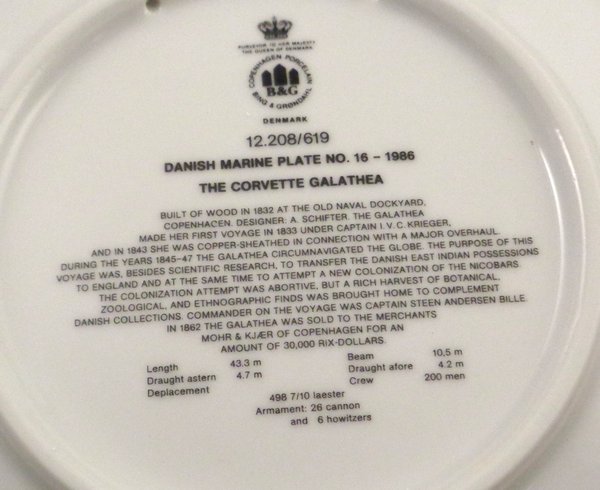 PURVEYOR TO HER MAJESTY
THE QUEEN OF DENMARK
COPENHAGEN PORCELAIN
B&G
BING & GRØNDAHL
DENMARK
12.208/619
DANISH MARINE PLATE NO. 16 – 1986
THE CORVETTE GALATHEA
BUILT OF WOOD IN 1832 AT THE OLD NAVAL DOCKYARD,
COPENHAGEN. DESIGNER: A. SCHIFTER. THE GALATHEA
MADE HER FIRST VOYAGE IN 1833 UNDER CAPTAIN I. V. C. KRIEGER,
AND IN 1843 SHE WAS COPPER-SHEATHED IN CONNECTION WITH A MAJOR OVERHAUL.
DURING THE YEARS 1845-47 THE GALATHEA CIRCUMNAVIGATED THE GLOBE. THE PURPOSE OF THIS
VOYAGE WAS, BESIDES SCIENTIFIC RESEARCH, TO TRANSFER THE DANISH EAST INDIAN POSSESSIONS
TO ENGLAND AND AT THE SAME TIME TO ATTEMPT A NEW COLONIZATION OF THE NICOBARS.
THE COLONIZATION ATTEMPT WAS ABORTIVE, BUT A RICH HARVEST OF BOTANICAL,
ZOOLOGICAL, AND ETHNOGRAPHIC FINDS WAS BROUGHT HOME TO COMPLEMENT
DANISH COLLECTIONS. COMMANDER ON THE VOYAGE WAS CAPTAIN STEEN ANDERSEN BILLE.
IN 1862 THE GALATHEA WAS SOLD TO THE MERCHANTS
MOHR & KJÆR OF COPENHAGEN FOR AN
AMOUNT OF 30,000 RIX-DOLLARS.
Length 43.3 m Beam 10,5 m
Draught astern 4.7 m Draught afore 4.2 m
Deplacement Crew 200 men
498 7/10 laester
Armament: 26 cannon
and 6 howitzers